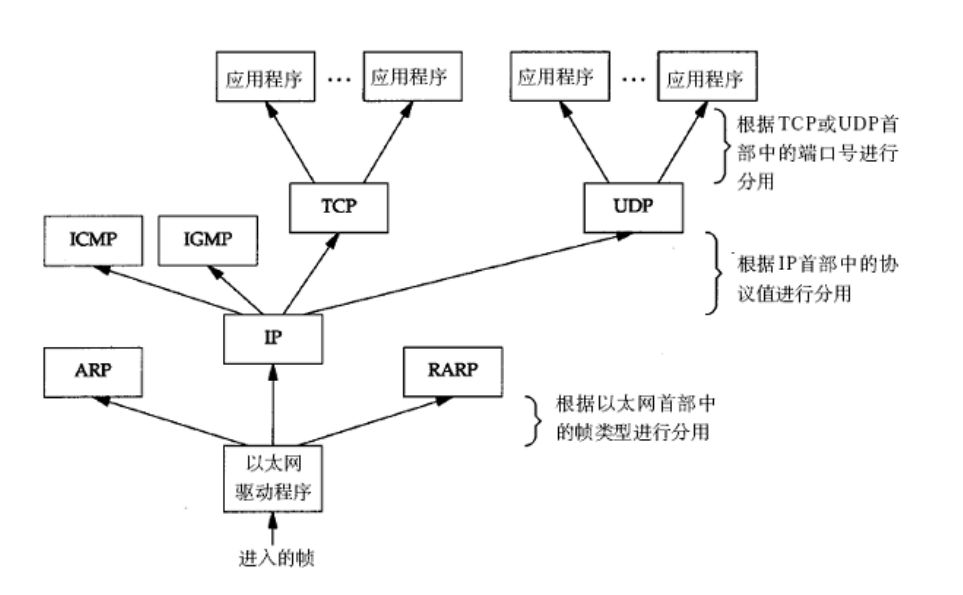 应用程序 ··· 应用程序 应用程序 ··· 应用程序
根据TCP或UDP首
部中的端口号进行
分用
TCP UDP
ICMP IGMP
根据IP首部中的协
议值进行分用
IP
ARP RARP
根据以太网首部中
的帧类型进行分用
以太网
驱动程序
进入的帧